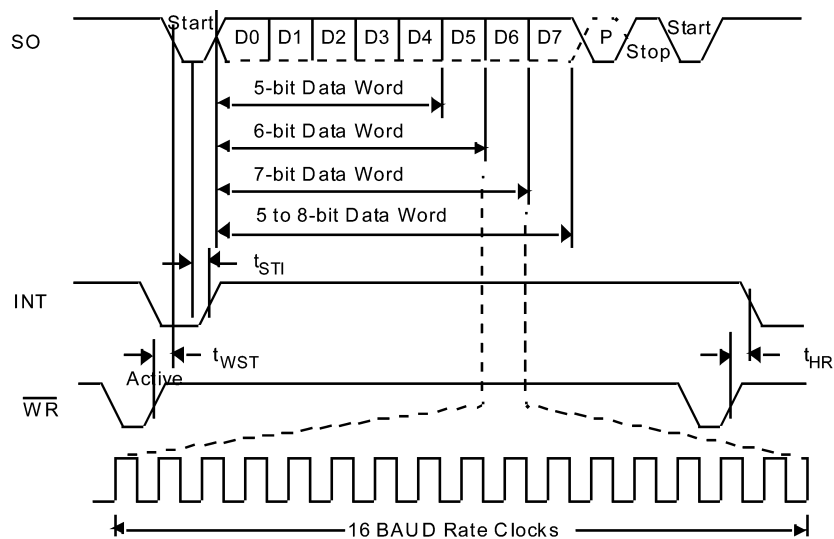 SO Start D0 D1 D2 D3 D4 D5 D6 D7 P Stop Start
5-bit Data Word
6-bit Data Word
7-bit Data Word
5 to 8-bit Data Word
tSTI
INT
tWST
tHR
Active
WR
16 BAUD Rate Clocks